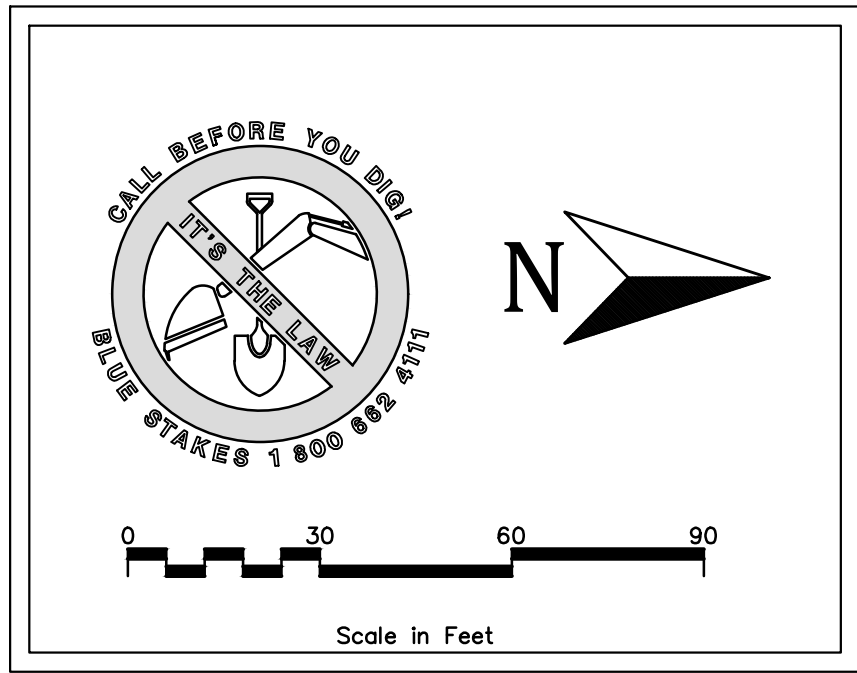 CALL BEFORE YOU DIG!
IT'S THE LAW
BLUE STAKES 1 800 662 4111
N
0 30 60 90
Scale in Feet